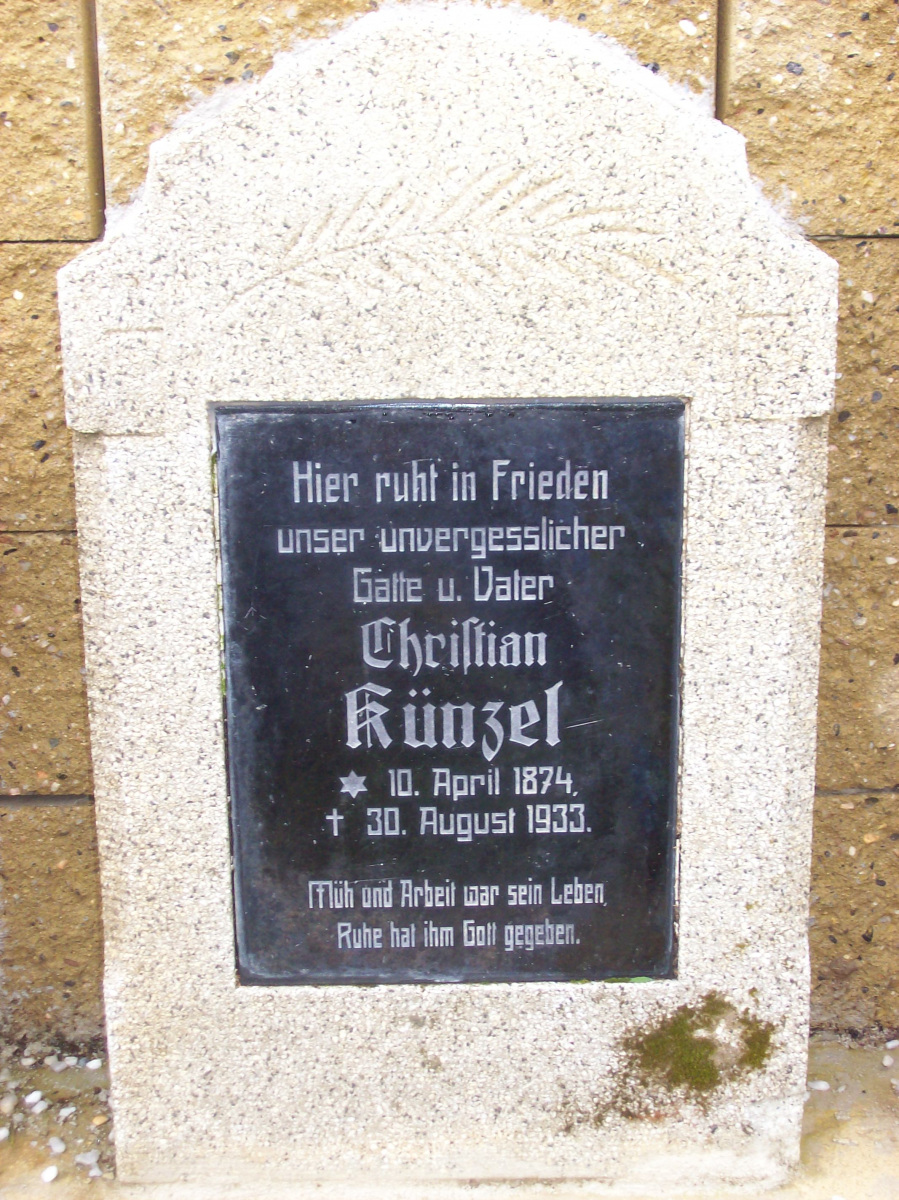 Hier ruht in Frieden
unser unvergesslicher
Gatte u. Vater
Chriſtian
Künzel
✶ 10. April 1874,
† 30. August 1933.
Müh und Arbeit war sein Leben,
Ruhe hat ihm Gott gegeben.